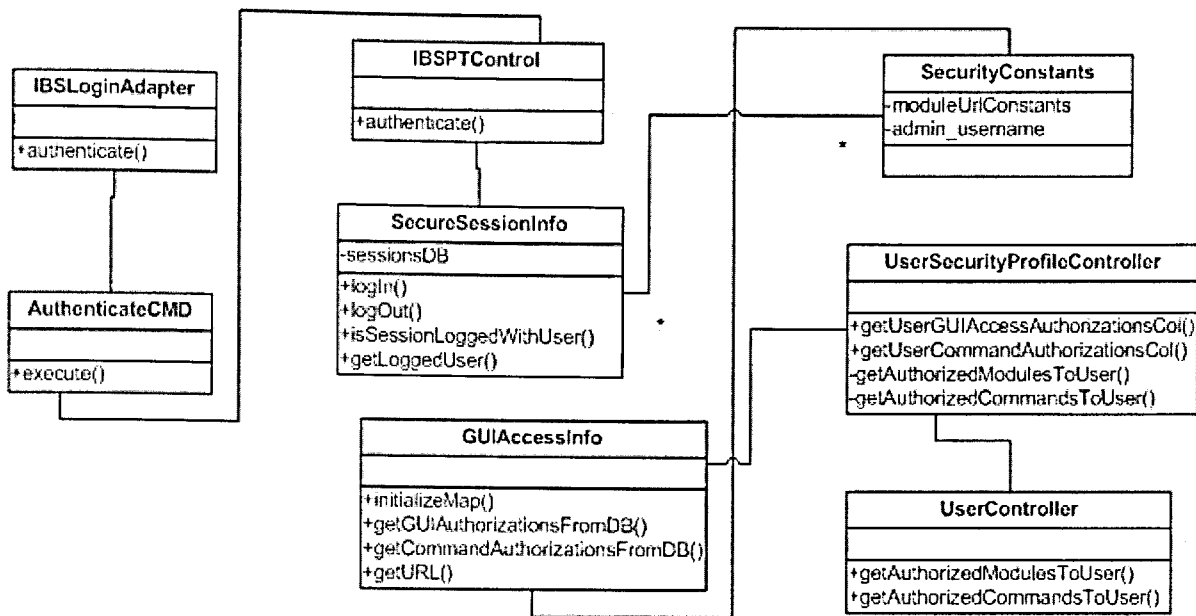 IBSLoginAdapter
+authenticate()
AuthenticateCMD
+execute()
IBSPTControl
+authenticate()
SecureSessionInfo
-sessionsDB
+logIn()
+logOut()
+isSessionLoggedWithUser()
+getLoggedUser()
*
GUIAccessInfo
+initializeMap()
+getGUIAuthorizationsFromDB()
+getCommandAuthorizationsFromDB()
+getURL()
SecurityConstants
-moduleUrlConstants
-admin_username
*
UserSecurityProfileController
+getUserGUIAccessAuthorizationsCol()
+getUserCommandAuthorizationsCol()
-getAuthorizedModulesToUser()
-getAuthorizedCommandsToUser()
UserController
+getAuthorizedModulesToUser()
+getAuthorizedCommandsToUser()